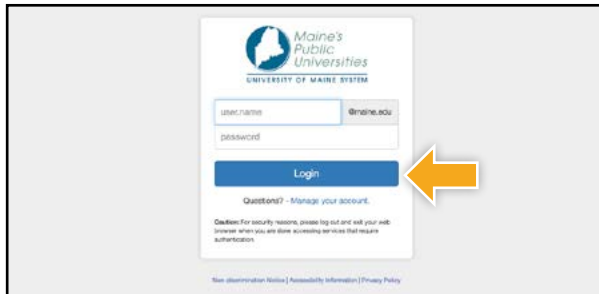 Maine's
Public
Universities
UNIVERSITY OF MAINE SYSTEM
user.name @maine.edu
password
Login
Questions? - Manage your account.
Caution: For security reasons, please log out and exit your web
browser when you are done accessing services that require
authentication.
Non-discrimination Notice | Accessibility Information | Privacy Policy